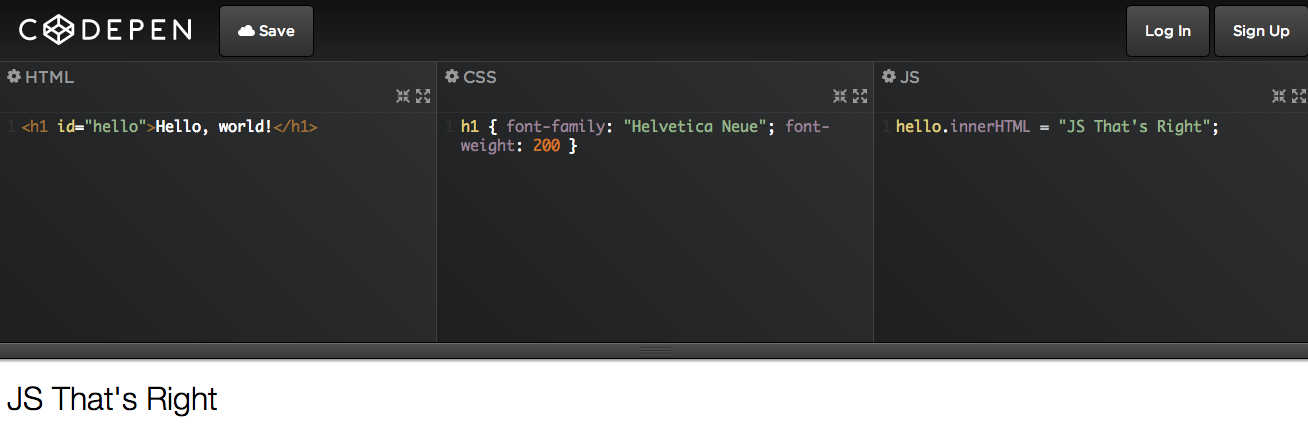 CODEPEN Save Log In Sign Up
HTML
1 <h1 id="hello">Hello, world!</h1>
CSS
1 h1 { font-family: "Helvetica Neue"; font-
weight: 200 }
JS
1 hello.innerHTML = "JS That's Right";
JS That's Right